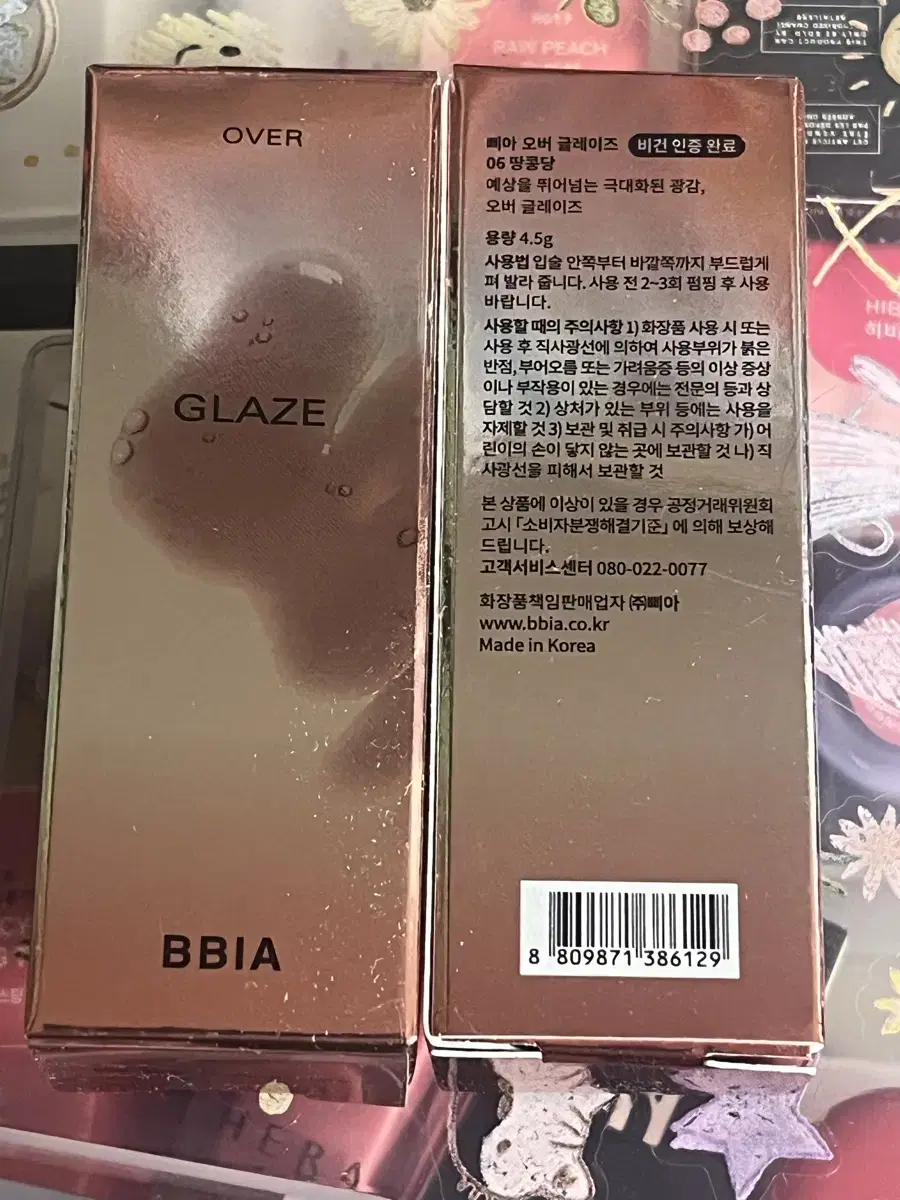 RAW PEACH
OVER
GLAZE
BBIA
삐아 오버 글레이즈 비건 인증 완료
06 땅콩당
예상을 뛰어넘는 극대화된 광감,
오버 글레이즈
용량 4.5g
사용법 입술 안쪽부터 바깔쪽까지 부드럽게
펴 발라 줍니다. 사용 전 2~3회 펌핑 후 사용
바랍니다.
사용할 때의 주의사항 1) 화장품 사용 시 또는
사용 후 직사광선에 의하여 사용부위가 붉은
반점, 부어오름 또는 가려움증 등의 이상 증상
이나 부작용이 있는 경우에는 전문의 등과 상
담할 것 2) 상처가 있는 부위 등에는 사용을
자제할 것 3) 보관 및 취급 시 주의사항 가) 어
린이의 손이 닿지 않는 곳에 보관할 것 나) 직
사광선을 피해서 보관할 것
본 상품에 이상이 있을 경우 공정거래위원회
고시 「소비자분쟁해결기준」 에 의해 보상해
드립니다.
고객서비스센터 080-022-0077
화장품책임판매업자 ㈜삐아
www.bbia.co.kr
Made in Korea
8 809871 386129
HIB
히비
HEBA